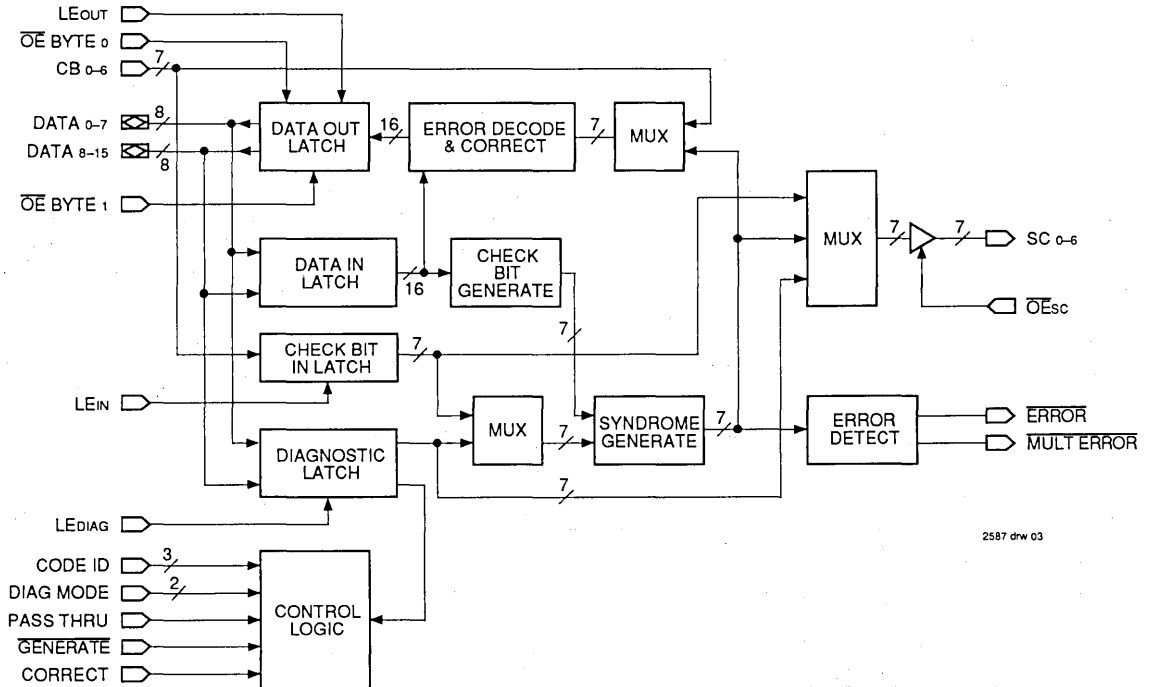 LEOUT
OE BYTE 0
CB 0–6
7
DATA 0–7
8
DATA 8–15
8
OE BYTE 1
DATA OUT
LATCH
16
ERROR DECODE
& CORRECT
7
MUX
DATA IN
LATCH
16
CHECK
BIT
GENERATE
7
MUX
7
7
SC 0–6
OESC
CHECK BIT
IN LATCH
7
LEIN
MUX
7
SYNDROME
GENERATE
7
ERROR
DETECT
ERROR
MULT ERROR
DIAGNOSTIC
LATCH
7
LEDIAG
2587 drw 03
CODE ID
3
DIAG MODE
2
PASS THRU
GENERATE
CORRECT
CONTROL
LOGIC